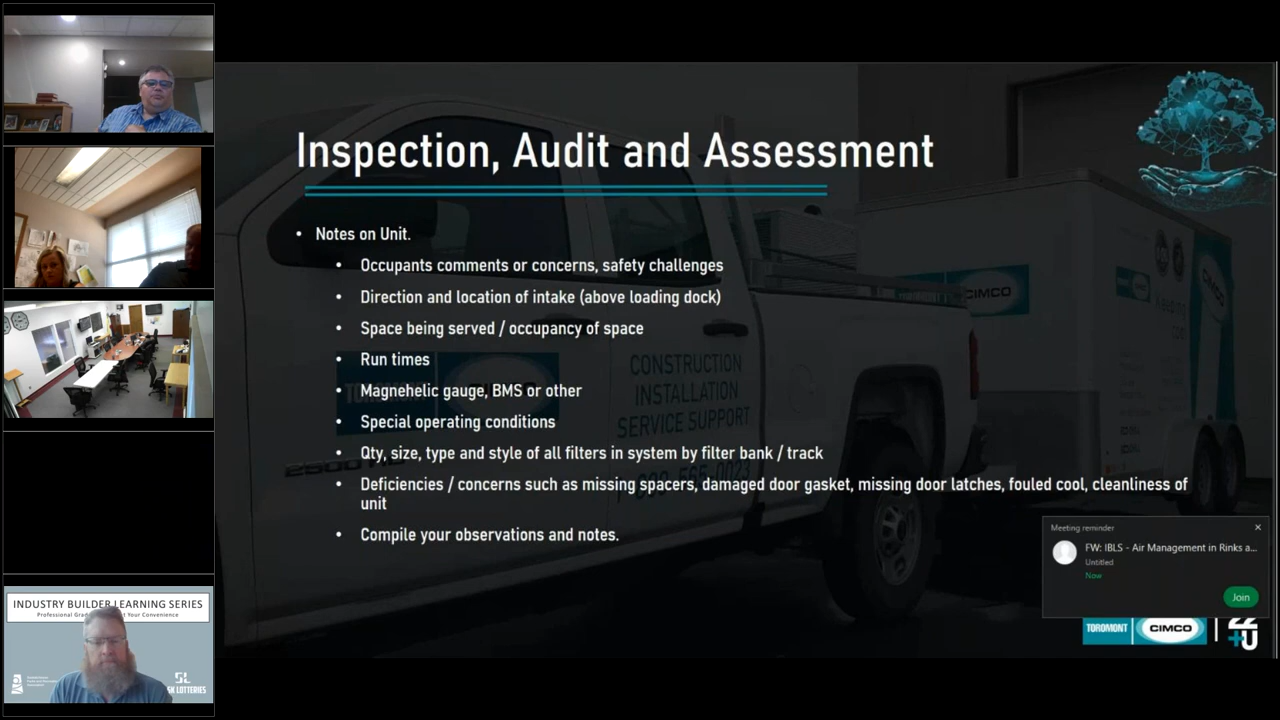 Inspection, Audit and Assessment
• Notes on Unit.
• Occupants comments or concerns, safety challenges
• Direction and location of intake (above loading dock)
• Space being served / occupancy of space
• Run times
• Magnehelic gauge, BMS or other
• Special operating conditions
• Qty, size, type and style of all filters in system by filter bank / track
• Deficiencies / concerns such as missing spacers, damaged door gasket, missing door latches, fouled cool, cleanliness of
unit
• Compile your observations and notes.
CIMCO
CIMCO
CONSTRUCTION
INSTALLATION
SERVICE SUPPORT
2500
Meeting reminder
FW: IBLS - Air Management in Rinks a...
Untitled
Now
Join
TOROMONT CIMCO
INDUSTRY BUILDER LEARNING SERIES
Professional Your Convenience
SL
SK LOTTERIES